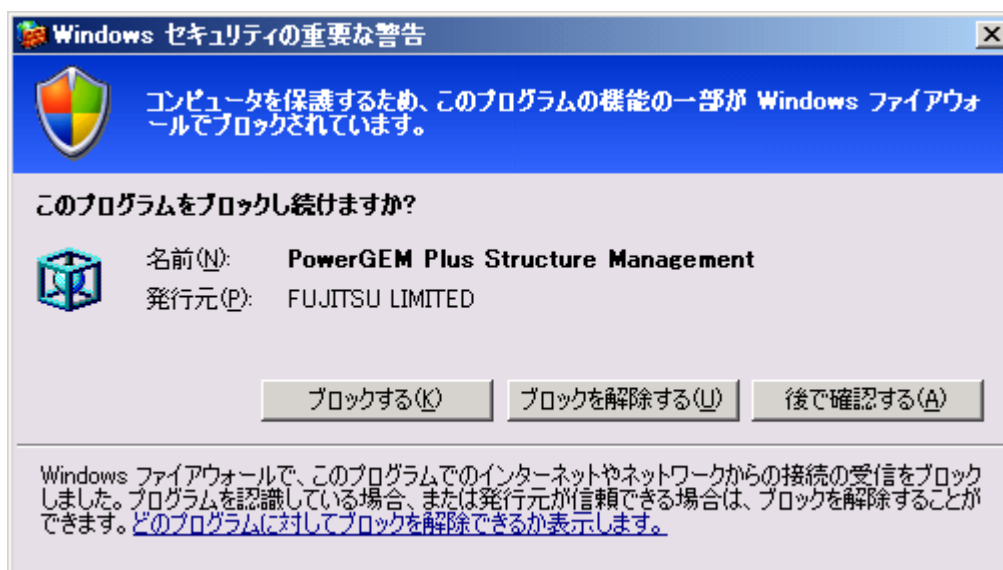 Windows セキュリティの重要な警告
コンピュータを保護するため、このプログラムの機能の一部が Windows ファイアウォ
ールでブロックされています。
このプログラムをブロックし続けますか?
名前(N): PowerGEM Plus Structure Management
発行元(P): FUJITSU LIMITED
ブロックする(K) ブロックを解除する(U) 後で確認する(A)
Windows ファイアウォールで、このプログラムでのインターネットやネットワークからの接続の受信をブロック
しました。プログラムを認識している場合、または発行元が信頼できる場合は、ブロックを解除することが
できます。どのプログラムに対してブロックを解除できるか表示します。